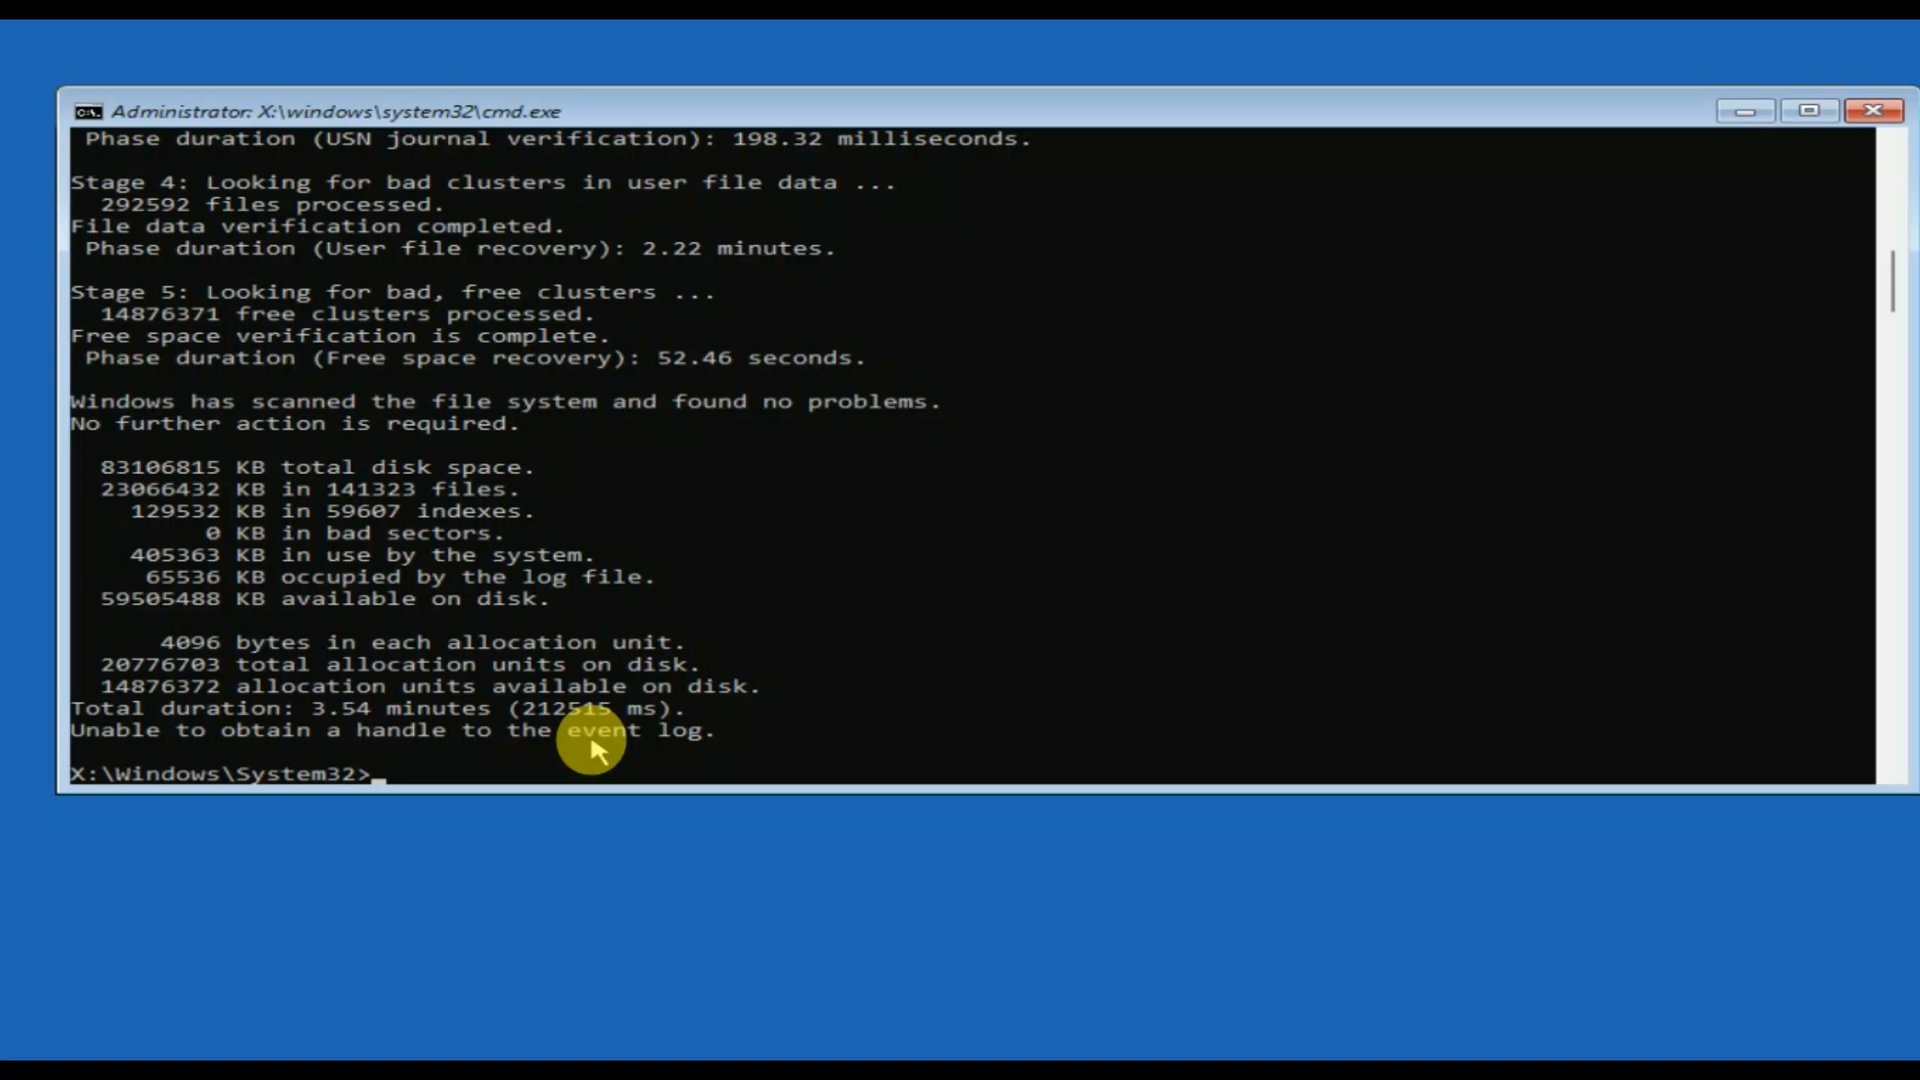 Administrator: X:\windows\system32\cmd.exe
Phase duration (USN journal verification): 198.32 milliseconds.
Stage 4: Looking for bad clusters in user file data ...
292592 files processed.
File data verification completed.
Phase duration (User file recovery): 2.22 minutes.
Stage 5: Looking for bad, free clusters ...
14876371 free clusters processed.
Free space verification is complete.
Phase duration (Free space recovery): 52.46 seconds.
Windows has scanned the file system and found no problems.
No further action is required.
83106815 KB total disk space.
23066432 KB in 141323 files.
129532 KB in 59607 indexes.
0 KB in bad sectors.
405363 KB in use by the system.
65536 KB occupied by the log file.
59505488 KB available on disk.
4096 bytes in each allocation unit.
20776703 total allocation units on disk.
14876372 allocation units available on disk.
Total duration: 3.54 minutes (212515 ms).
Unable to obtain a handle to the event log.
X:\Windows\System32>